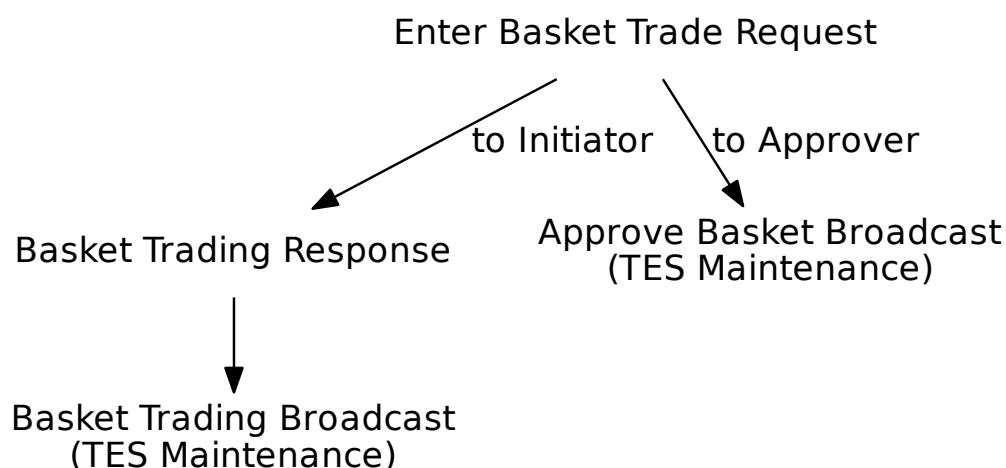 Enter Basket Trade Request
to Initiator
to Approver
Basket Trading Response
Approve Basket Broadcast
(TES Maintenance)
Basket Trading Broadcast
(TES Maintenance)